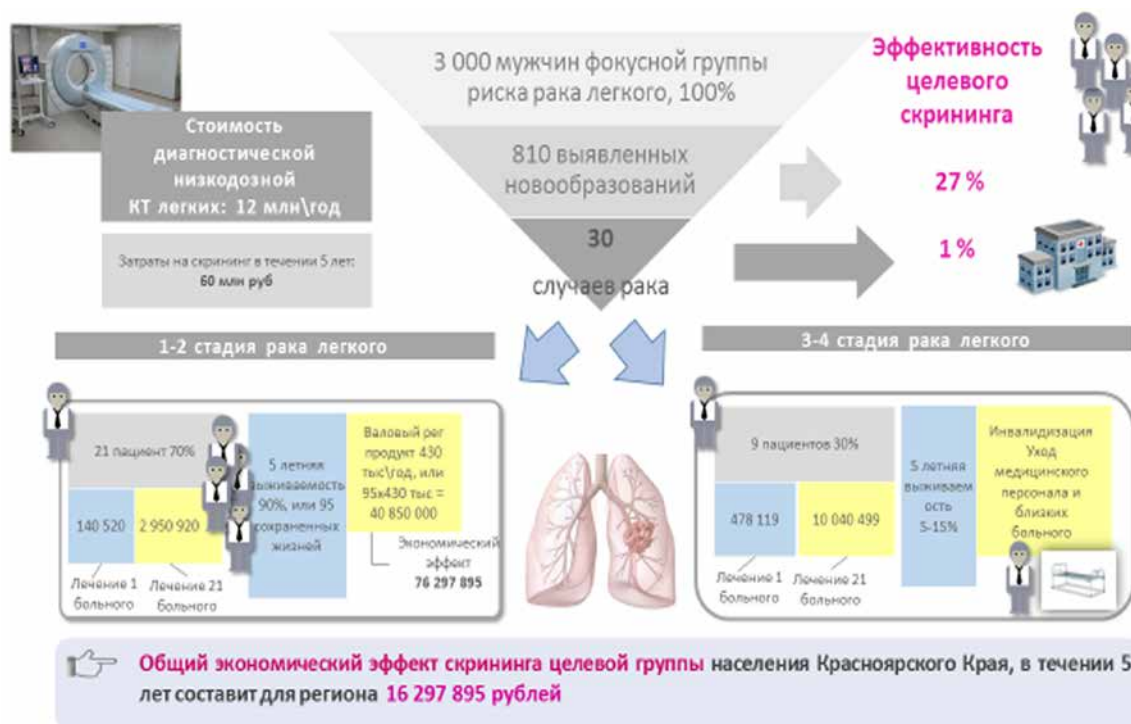 3 000 мужчин фокусной группы
риска рака легкого, 100%
Эффективность
целевого
скрининга
Стоимость
диагностической
низкодозной
КТ легких: 12 млн\год
810 выявленных
новообразований
27 %
Затраты на скрининг в течении 5 лет:
60 млн руб
30
случаев рака
1 %
1-2 стадия рака легкого
3-4 стадия рака легкого
21 пациент 70%
140 520
2 950 920
Лечение 1
больного
Лечение 21
больного
5 летняя
выживаемость
90%, или 95
сохраненных
жизней
Валовый рег
продукт 430
тыс\год, или
95х430 тыс =
40 850 000
Экономический
эффект
76 297 895
9 пациентов 30%
478 119
10 040 499
Лечение 1
больного
Лечение 21
больного
5 летняя
выживаем
ость
5-15%
Инвалидизация
Уход
медицинского
персонала и
близких
больного
Общий экономический эффект скрининга целевой группы населения Красноярского Края, в течении 5
лет составит для региона 16 297 895 рублей